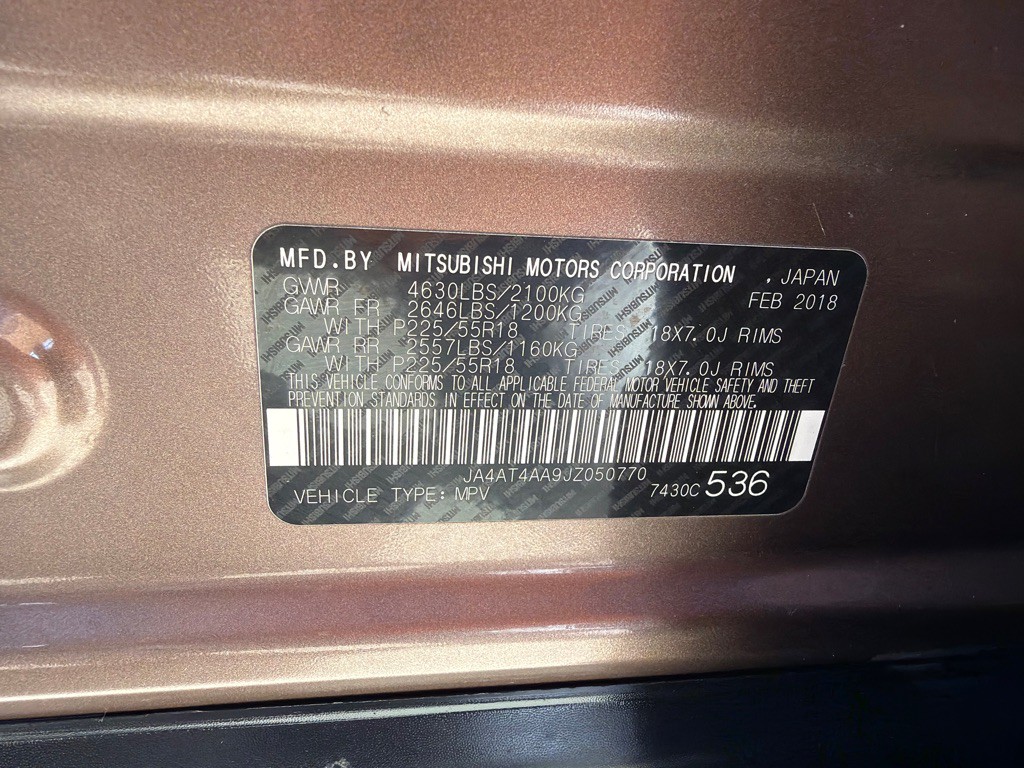 MFD.BY MITSUBISHI MOTORS CORPORATION , JAPAN
GVWR 4630LBS/2100KG FEB 2018
GAWR FR 2646LBS/1200KG
WITH P225/55R18 TIRES, 18X7.0J RIMS
GAWR RR 2557LBS/1160KG
WITH P225/55R18 TIRES, 18X7.0J RIMS
THIS VEHICLE CONFORMS TO ALL APPLICABLE FEDERAL MOTOR VEHICLE SAFETY AND THEFT
PREVENTION STANDARDS IN EFFECT ON THE DATE OF MANUFACTURE SHOWN ABOVE.
JA4AT4AA9JZ050770
VEHICLE TYPE: MPV 7430C 536